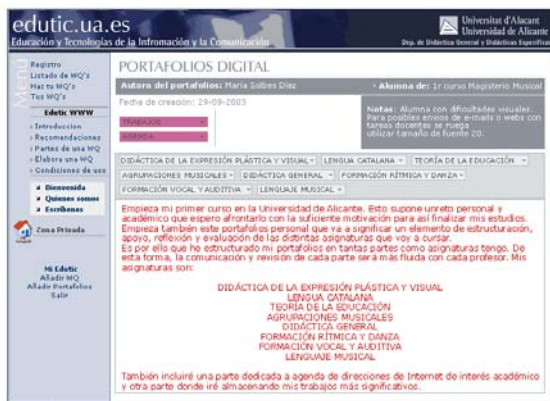 edutic.ua.es
Educación y Tecnologías de la Infromación y la Comunicación
Universitat d'Alacant
Universidad de Alicante
Dep. de Didáctica General y Didácticas Específicas
Menú
Registro
Listado de WQ's
Haz tu WQ's
Tus WQ's
Edutic WWW
Introduccion
Recomendaciones
Partes de una WQ
Elabora una WQ
Condiciones de uso
Bienvenida
Quienes somos
Escríbenos
Zona Privada
Mi Edutic
Añadir WQ
Añadir Portafolios
Salir
PORTAFOLIOS DIGITAL
Autora del portafolios: María Solbes Díez
Alumna de: 1r curso Magisterio Musical
Fecha de creación: 29-09-2003
TRABAJOS
AGENDA
Notas: Alumna con dificultades visuales.
Para posibles envios de e-mails o webs con
tareas docentes se ruega
utilizar tamaño de fuente 20.
DIDÁCTICA DE LA EXPRESIÓN PLÁSTICA Y VISUAL LENGUA CATALANA TEORÍA DE LA EDUCACIÓN
AGRUPACIONES MUSICALES DIDÁCTICA GENERAL FORMACIÓN RÍTMICA Y DANZA
FORMACIÓN VOCAL Y AUDITIVA LENGUAJE MUSICAL
Empieza mi primer curso en la Universidad de Alicante. Esto supone unreto personal y
académico que espero afrontarlo con la suficiente motivación para así finalizar mis estudios.
Empieza también este portafolios personal que va a significar un elemento de estructuración,
apoyo, réflexión y evaluación de las distintas asignaturas que voy a cursar.
Es por ello que he estructurado mi portafolios en tantas partes como asignaturas tengo. De
esta forma, la comunicación y revisión de cada parte será más fluida con cada profesor. Mis
asignaturas son:
DIDÁCTICA DE LA EXPRESIÓN PLÁSTICA Y VISUAL
LENGUA CATALANA
TEORÍA DE LA EDUCACIÓN
AGRUPACIONES MUSICALES
DIDÁCTICA GENERAL
FORMACIÓN RÍTMICA Y DANZA
FORMACIÓN VOCAL Y AUDITIVA
LENGUAJE MUSICAL
También incluiré una parte dedicada a agenda de direcciones de Internet de interés académico
y otra parte donde iré almacenando mis trabajos más significativos.